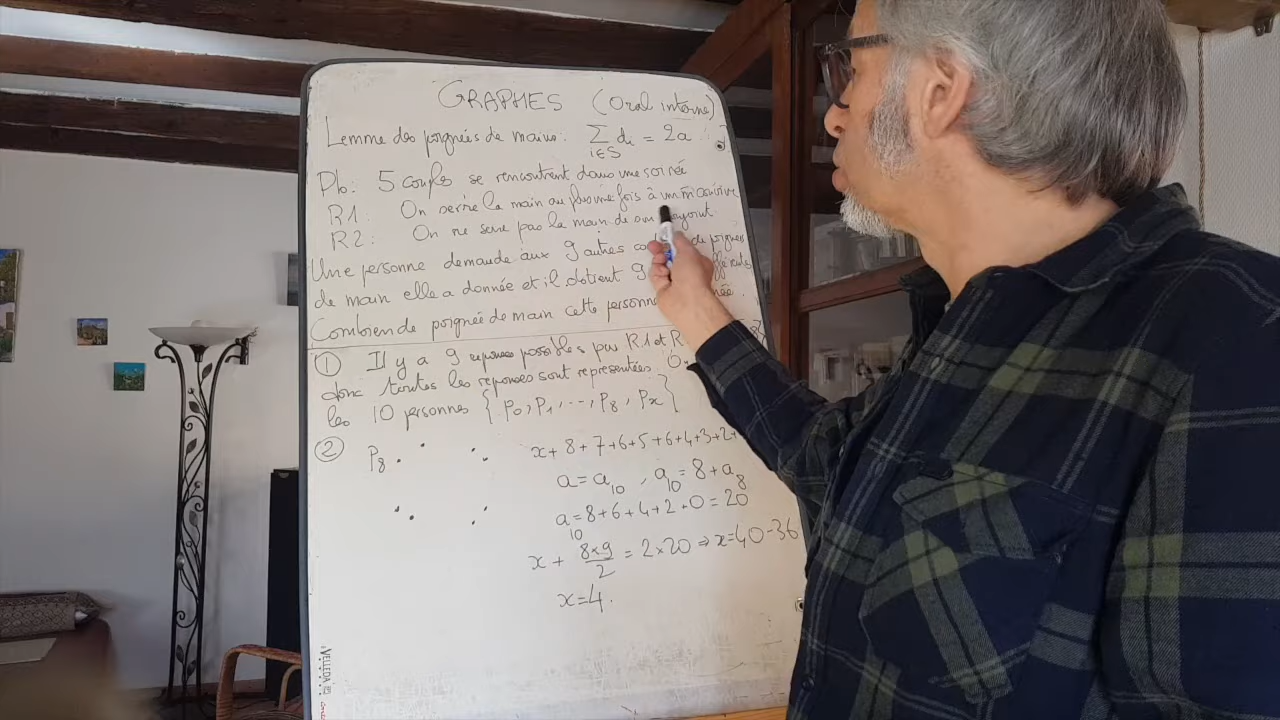 GRAPHES (Oral interne)
Lemme des poignées de mains: ∑ i∈S di = 2a
Pb: 5 couples se rencontrent dans une soirée
R1: On serre la main au plus une fois à un m̄ convive
R2: On ne serre pas la main de son
Une personne demande aux 9 autres de poignées
de main elle a donnée et il obtient 9
Combien de poignée de main cette personne
① Il y a 9 réponses possibles par R1 et R
donc toutes les réponses sont représentées
les 10 personnes {P0, P1, ..., P8, Px}
② P8 x+8+7+6+5+6+4+3+2+
a=a10, a10=8+a8
a10=8+6+4+2+0=20
x+ 8×9/2 = 2×20 ⇒ x=40-36
x=4.
VELLEDA